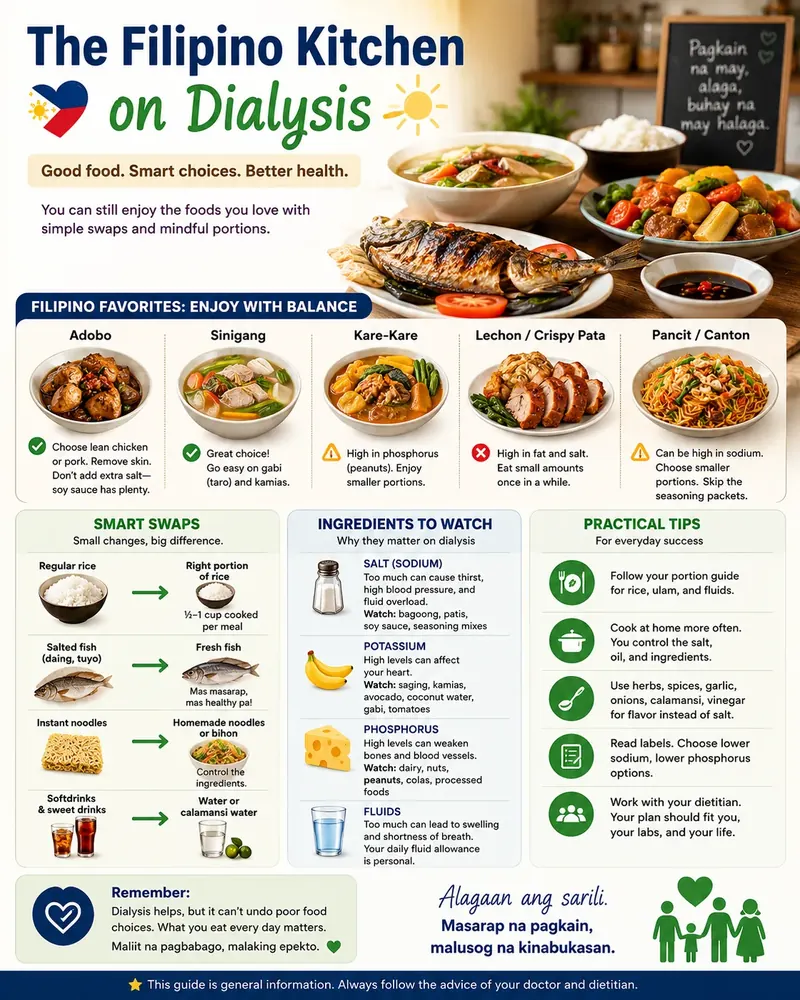 The Filipino Kitchen
on Dialysis
Good food. Smart choices. Better health.
You can still enjoy the foods you love with
simple swaps and mindful portions.
Pagkain
na may,
alaga,
buhay na
may halaga.
FILIPINO FAVORITES: ENJOY WITH BALANCE
Adobo
Choose lean chicken
or pork. Remove skin.
Don't add extra salt—
soy sauce has plenty.
Sinigang
Great choice!
Go easy on gabi
(taro) and kamias.
Kare-Kare
High in phosphorus
(peanuts). Enjoy
smaller portions.
Lechon / Crispy Pata
High in fat and salt.
Eat small amounts
once in a while.
Pancit / Canton
Can be high in sodium.
Choose smaller
portions. Skip the
seasoning packets.
SMART SWAPS
Small changes, big difference.
Regular rice
Right portion
of rice
½–1 cup cooked
per meal
Salted fish
(daing, tuyo)
Fresh fish
Mas masarap,
mas healthy pa!
Instant noodles
Homemade noodles
or bihon
Control the
ingredients.
Softdrinks
& sweet drinks
Water or
calamansi water
INGREDIENTS TO WATCH
Why they matter on dialysis
SALT (SODIUM)
Too much can cause thirst,
high blood pressure, and
fluid overload.
Watch: bagoong, patis,
soy sauce, seasoning mixes
POTASSIUM
High levels can affect
your heart.
Watch: saging, kamias,
avocado, coconut water,
gabi, tomatoes
PHOSPHORUS
High levels can weaken
bones and blood vessels.
Watch: dairy, nuts,
peanuts, colas, processed
foods
FLUIDS
Too much can lead to swelling
and shortness of breath.
Your daily fluid allowance
is personal.
PRACTICAL TIPS
For everyday success
Follow your portion guide
for rice, ulam, and fluids.
Cook at home more often.
You control the salt,
oil, and ingredients.
Use herbs, spices, garlic,
onions, calamansi, vinegar
for flavor instead of salt.
Read labels. Choose lower
sodium, lower phosphorus
options.
Work with your dietitian.
Your plan should fit you,
your labs, and your life.
Remember:
Dialysis helps, but it can't undo poor food
choices. What you eat every day matters.
Maliit na pagbabago, malaking epekto.
Alagaan ang sarili.
Masarap na pagkain,
malusog na kinabukasan.
This guide is general information. Always follow the advice of your doctor and dietitian.